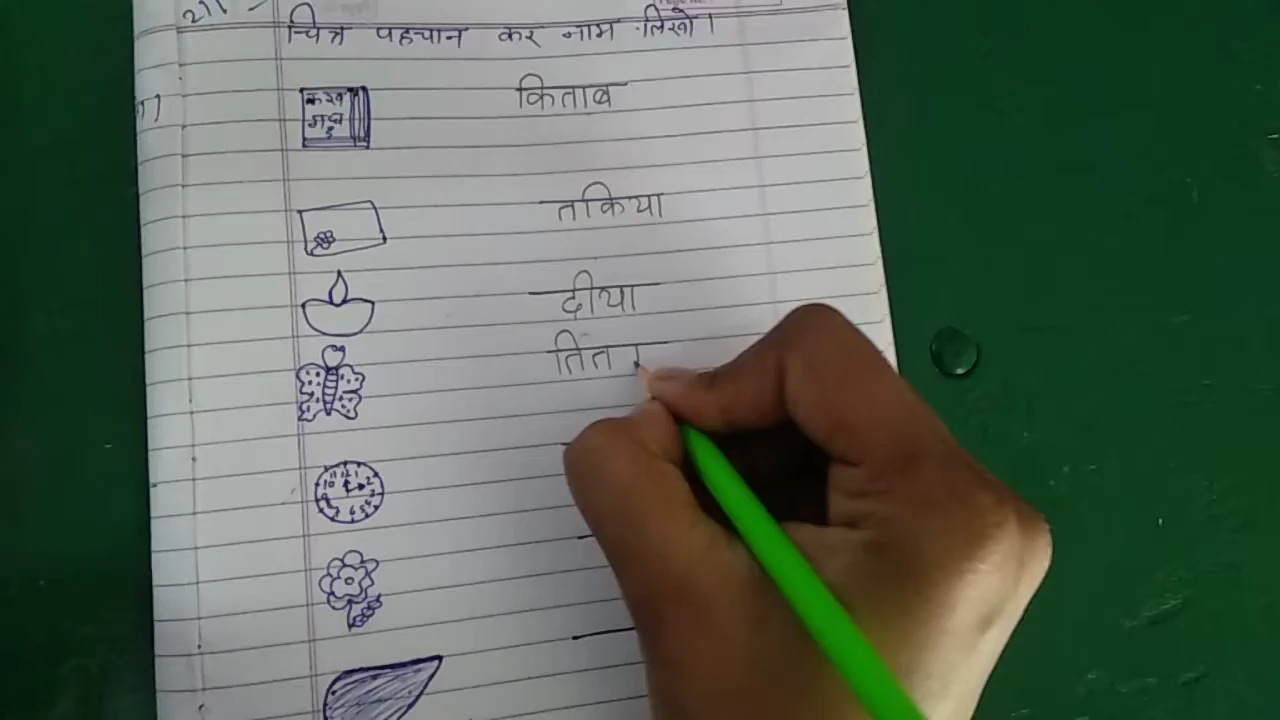 चित्र पहचान कर नाम लिखो।
किताब
तकिया
दीया
तित